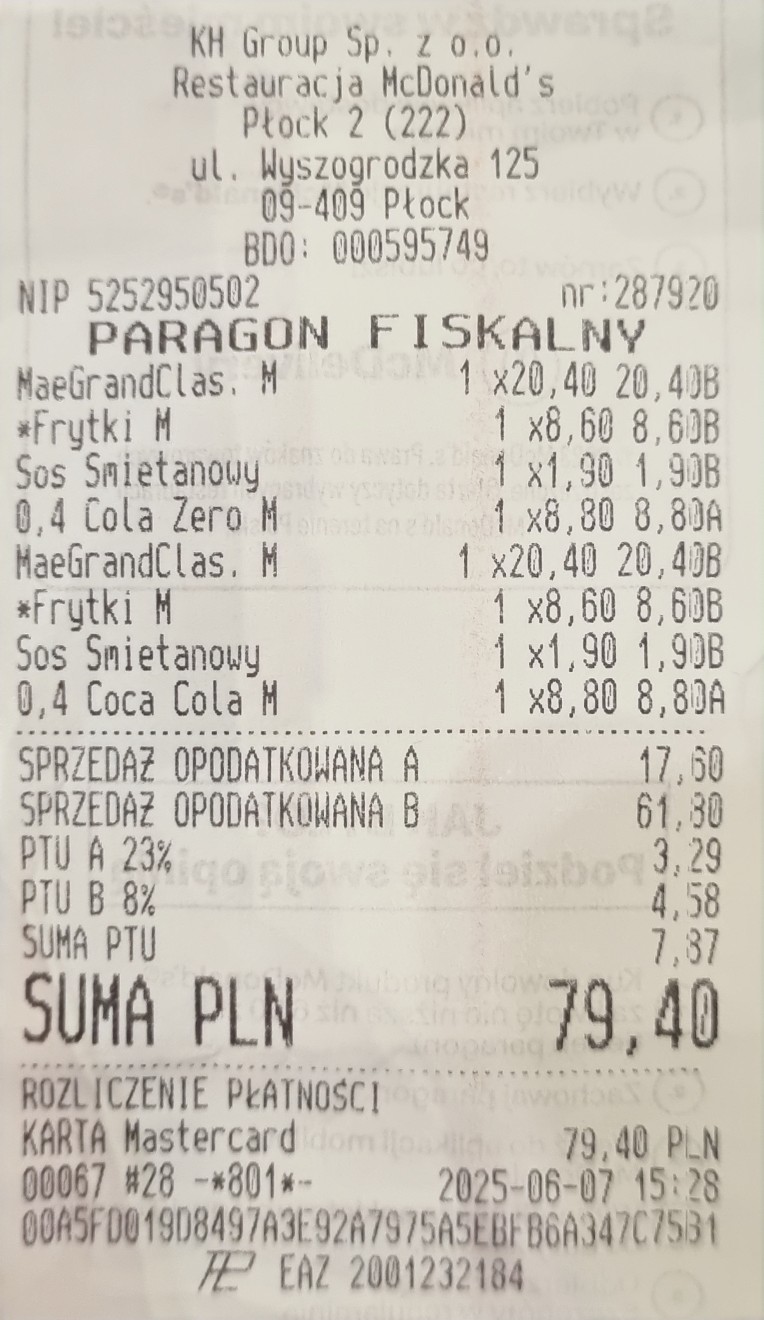 KH Group Sp. z o.o.
Restauracja McDonald's
Płock 2 (222)
ul. Wyszogrodzka 125
09-409 Płock
BDO: 000595749
NIP 5252950502 nr:287920
PARAGON FISKALNY
MaeGrandClas. M 1 x20,40 20,40B
*Frytki M 1 x8,60 8,60B
Sos Smietanowy 1 x1,90 1,90B
0,4 Cola Zero M 1 x8,80 8,80A
MaeGrandClas. M 1 x20,40 20,40B
*Frytki M 1 x8,60 8,60B
Sos Smietanowy 1 x1,90 1,90B
0,4 Coca Cola M 1 x8,80 8,80A
SPRZEDAŻ OPODATKOWANA A 17,60
SPRZEDAŻ OPODATKOWANA B 61,80
PTU A 23% 3,29
PTU B 8% 4,58
SUMA PTU 7,87
SUMA PLN 79,40
ROZLICZENIE PŁATNOŚCI
KARTA Mastercard 79,40 PLN
00067 #28 -*801*- 2025-06-07 15:28
00A5FD019D8497A3E92A7975A5EBFB6A347C75B1
EAZ 2001232184